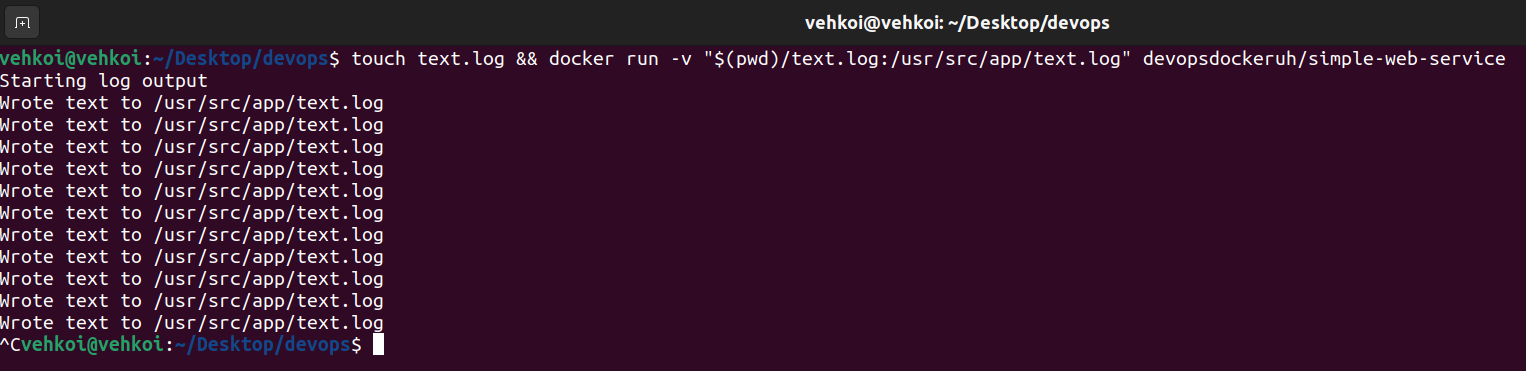 vehkoi@vehkoi: ~/Desktop/devops
vehkoi@vehkoi:~/Desktop/devops$ touch text.log && docker run -v "$(pwd)/text.log:/usr/src/app/text.log" devopsdockeruh/simple-web-service
Starting log output
Wrote text to /usr/src/app/text.log
Wrote text to /usr/src/app/text.log
Wrote text to /usr/src/app/text.log
Wrote text to /usr/src/app/text.log
Wrote text to /usr/src/app/text.log
Wrote text to /usr/src/app/text.log
Wrote text to /usr/src/app/text.log
Wrote text to /usr/src/app/text.log
Wrote text to /usr/src/app/text.log
Wrote text to /usr/src/app/text.log
Wrote text to /usr/src/app/text.log
^Cvehkoi@vehkoi:~/Desktop/devops$